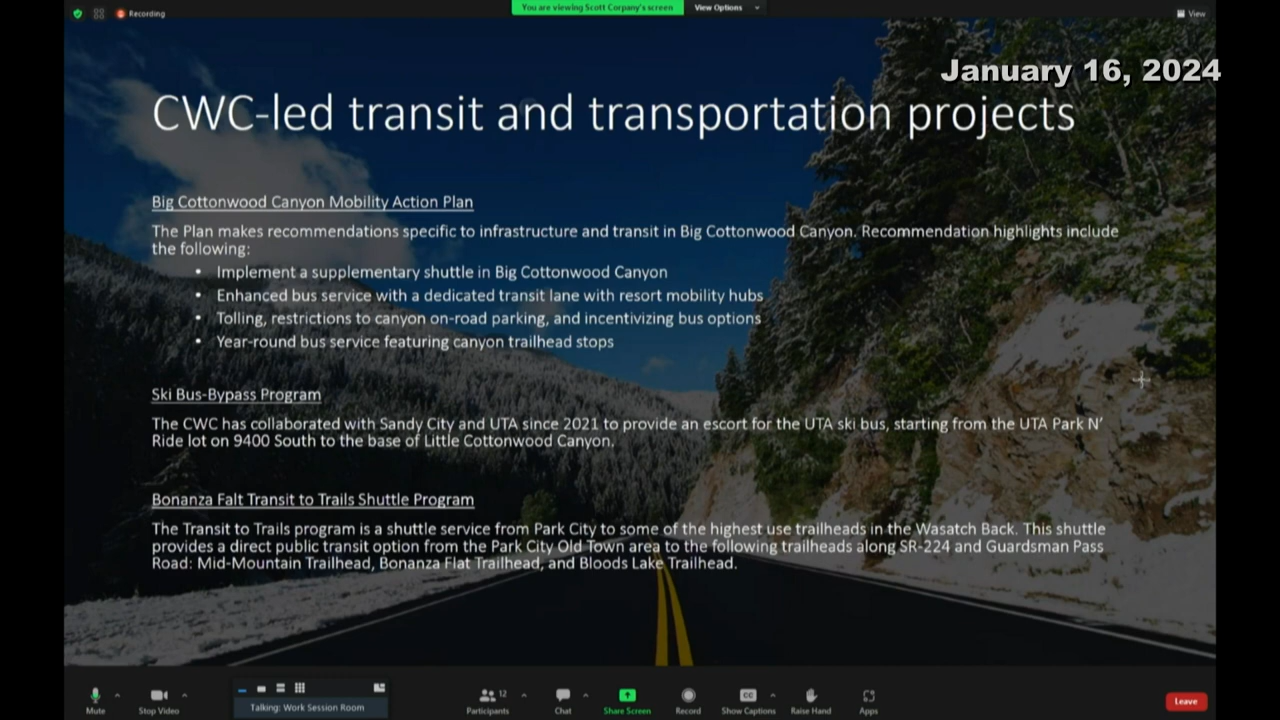 Recording
You are viewing Scott Corpany's screen
View Options
View
January 16, 2024
CWC-led transit and transportation projects
Big Cottonwood Canyon Mobility Action Plan
The Plan makes recommendations specific to infrastructure and transit in Big Cottonwood Canyon. Recommendation highlights include
the following:
• Implement a supplementary shuttle in Big Cottonwood Canyon
• Enhanced bus service with a dedicated transit lane with resort mobility hubs
• Tolling, restrictions to canyon on-road parking, and incentivizing bus options
• Year-round bus service featuring canyon trailhead stops
Ski Bus-Bypass Program
The CWC has collaborated with Sandy City and UTA since 2021 to provide an escort for the UTA ski bus, starting from the UTA Park N'
Ride lot on 9400 South to the base of Little Cottonwood Canyon.
Bonanza Falt Transit to Trails Shuttle Program
The Transit to Trails program is a shuttle service from Park City to some of the highest use trailheads in the Wasatch Back. This shuttle
provides a direct public transit option from the Park City Old Town area to the following trailheads along SR-224 and Guardsman Pass
Road: Mid-Mountain Trailhead, Bonanza Flat Trailhead, and Bloods Lake Trailhead.
Mute
Stop Video
Talking: Work Session Room
12
Participants
Chat
Share Screen
Record
CC
Show Captions
Raise Hand
Apps
Leave